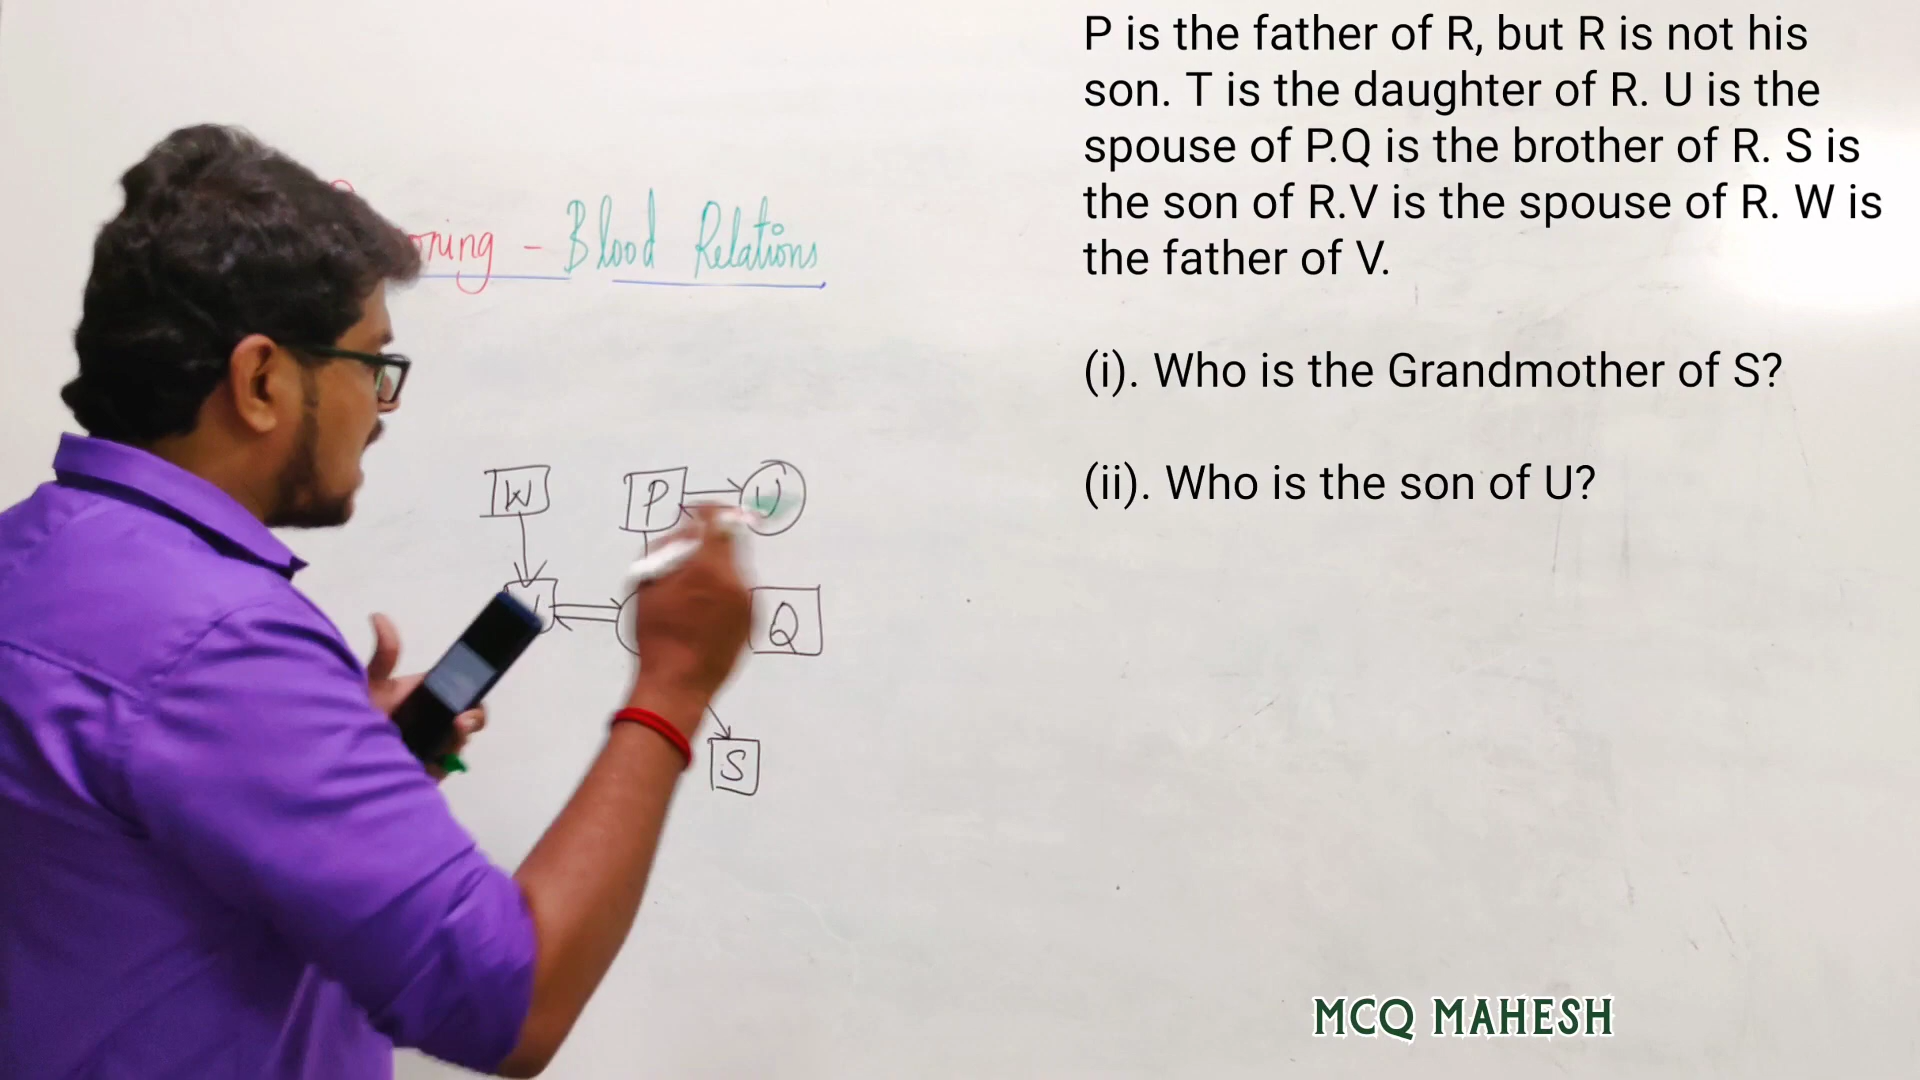 P is the father of R, but R is not his
son. T is the daughter of R. U is the
spouse of P.Q is the brother of R. S is
the son of R.V is the spouse of R. W is
the father of V.
(i). Who is the Grandmother of S?
(ii). Who is the son of U?
Blood Relations
W
P
U
Q
S
MCQ MAHESH